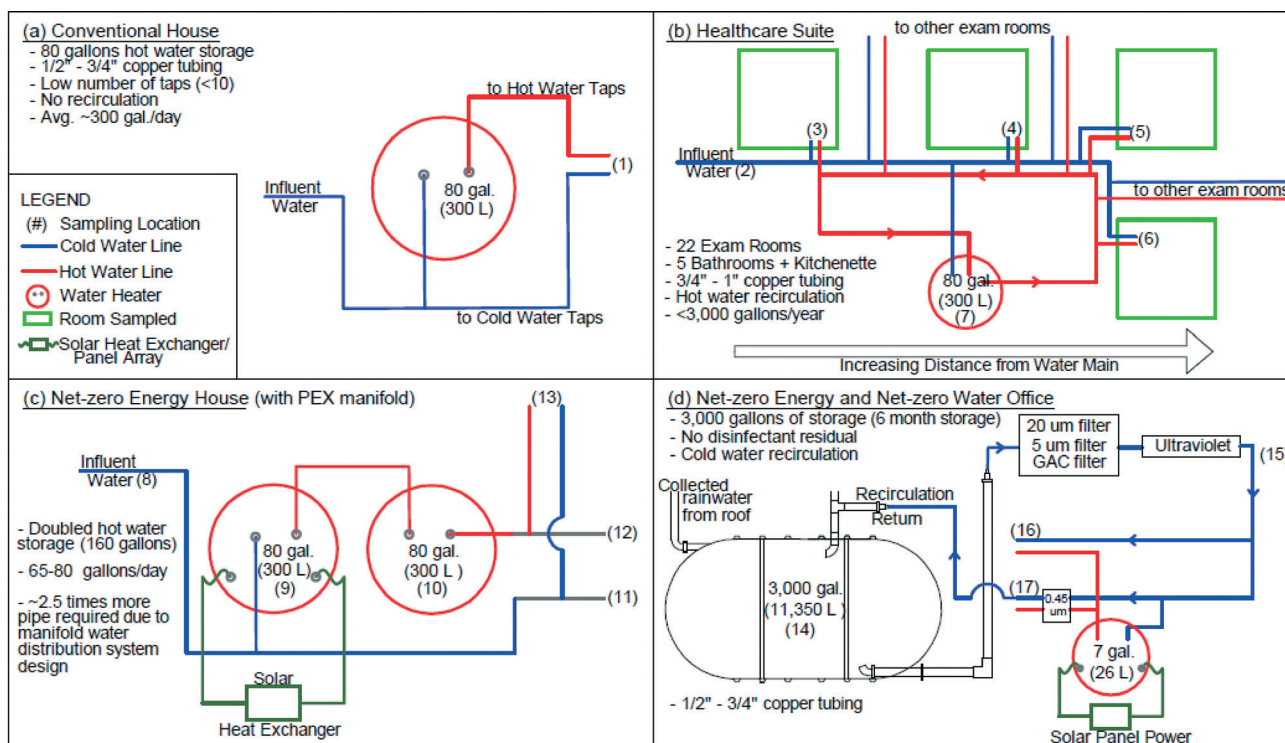 (a) Conventional House
- 80 gallons hot water storage
- 1/2" - 3/4" copper tubing
- Low number of taps (<10)
- No recirculation
- Avg. ~300 gal./day
to Hot Water Taps
(1)
80 gal.
(300 L)
Influent
Water
to Cold Water Taps
LEGEND
(#) Sampling Location
Cold Water Line
Hot Water Line
Water Heater
Room Sampled
Solar Heat Exchanger/
Panel Array
(b) Healthcare Suite
to other exam rooms
(3)
(4)
(5)
Influent
Water (2)
to other exam rooms
(6)
- 22 Exam Rooms
- 5 Bathrooms + Kitchenette
- 3/4" - 1" copper tubing
- Hot water recirculation
- <3,000 gallons/year
80 gal.
(300 L)
(7)
Increasing Distance from Water Main
(c) Net-zero Energy House (with PEX manifold)
(13)
Influent
Water (8)
- Doubled hot water
storage (160 gallons)
- 65-80 gallons/day
- ~2.5 times more
pipe required due to
manifold water
distribution system
design
80 gal.
(300 L)
(9)
80 gal.
(300 L )
(10)
(12)
(11)
Solar
Heat Exchanger
(d) Net-zero Energy and Net-zero Water Office
- 3,000 gallons of storage (6 month storage)
- No disinfectant residual
- Cold water recirculation
20 um filter
5 um filter
GAC filter
Ultraviolet
(15)
Collected
rainwater
from roof
Recirculation
Return
(16)
(17)
0.45
um
3,000 gal.
(11,350 L )
(14)
7 gal.
(26 L)
- 1/2" - 3/4" copper tubing
Solar Panel Power